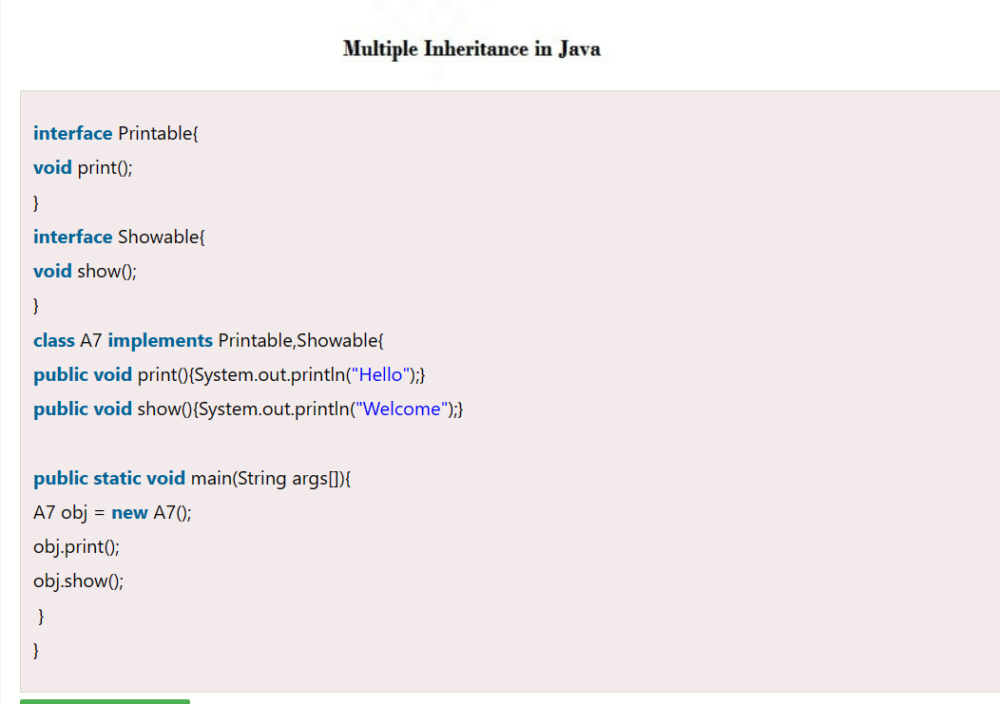 Multiple Inheritance in Java
interface Printable{
void print();
}
interface Showable{
void show();
}
class A7 implements Printable,Showable{
public void print(){System.out.println("Hello");}
public void show(){System.out.println("Welcome");}
public static void main(String args[]){
A7 obj = new A7();
obj.print();
obj.show();
}
}